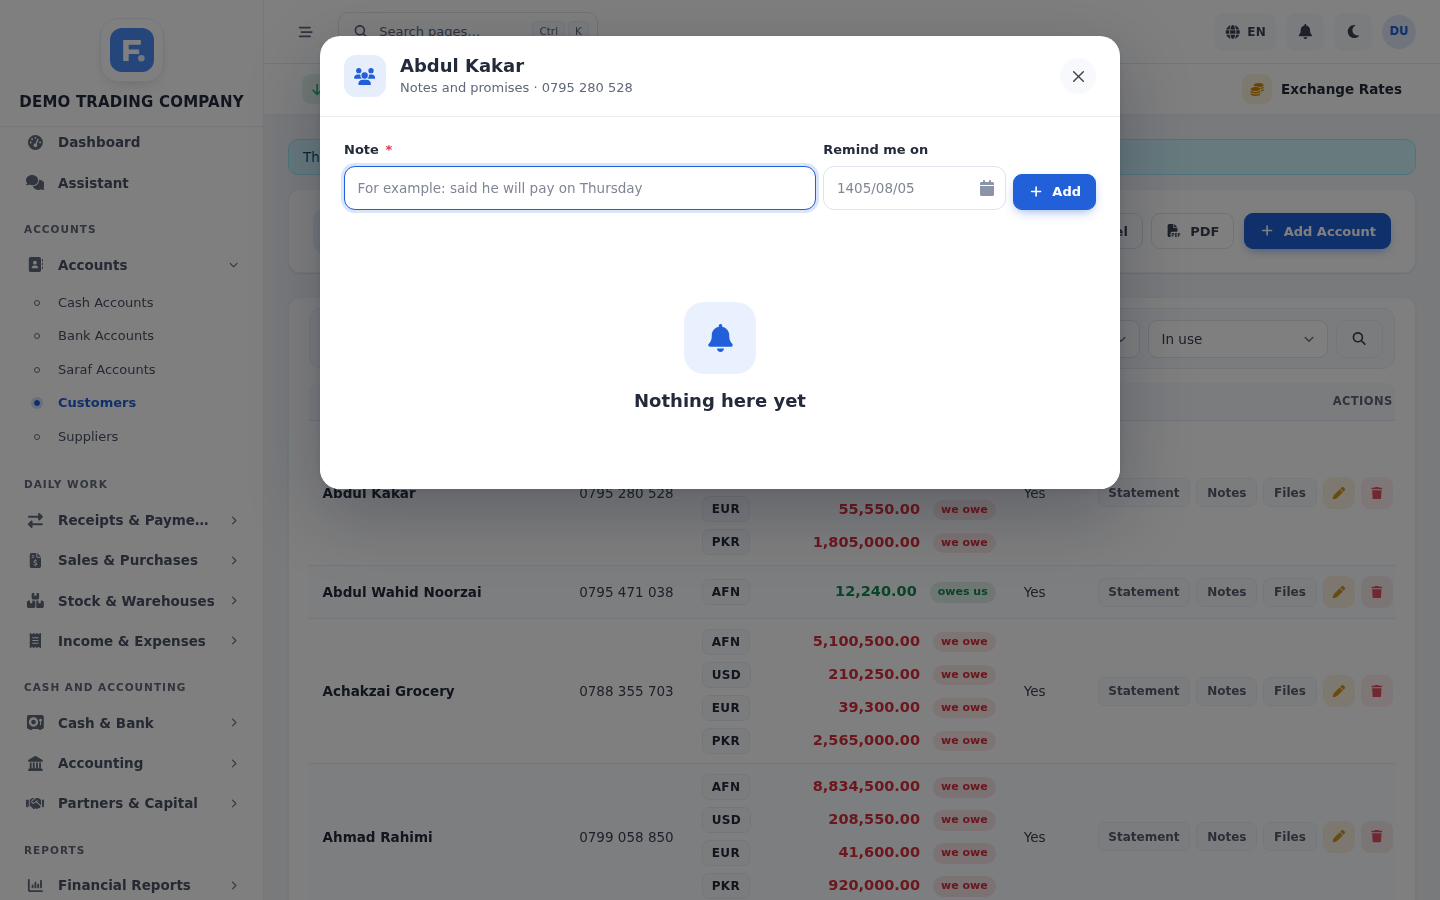 F.
DEMO TRADING COMPANY
Dashboard
Assistant
ACCOUNTS
Accounts
Cash Accounts
Bank Accounts
Saraf Accounts
Customers
Suppliers
DAILY WORK
Receipts & Payme...
Sales & Purchases
Stock & Warehouses
Income & Expenses
CASH AND ACCOUNTING
Cash & Bank
Accounting
Partners & Capital
REPORTS
Financial Reports
Search pages... Ctrl K
EN
DU
Exchange Rates
Abdul Kakar
Notes and promises · 0795 280 528
Note *
Remind me on
For example: said he will pay on Thursday
1405/08/05
Add
Nothing here yet
PDF
Add Account
In use
ACTIONS
Abdul Kakar 0795 280 528 Yes Statement Notes Files
EUR 55,550.00 we owe
PKR 1,805,000.00 we owe
Abdul Wahid Noorzai 0795 471 038 AFN 12,240.00 owes us Yes Statement Notes Files
AFN 5,100,500.00 we owe
USD 210,250.00 we owe
Achakzai Grocery 0788 355 703 Yes Statement Notes Files
EUR 39,300.00 we owe
PKR 2,565,000.00 we owe
AFN 8,834,500.00 we owe
USD 208,550.00 we owe
Ahmad Rahimi 0799 058 850 Yes Statement Notes Files
EUR 41,600.00 we owe
PKR 920,000.00 we owe